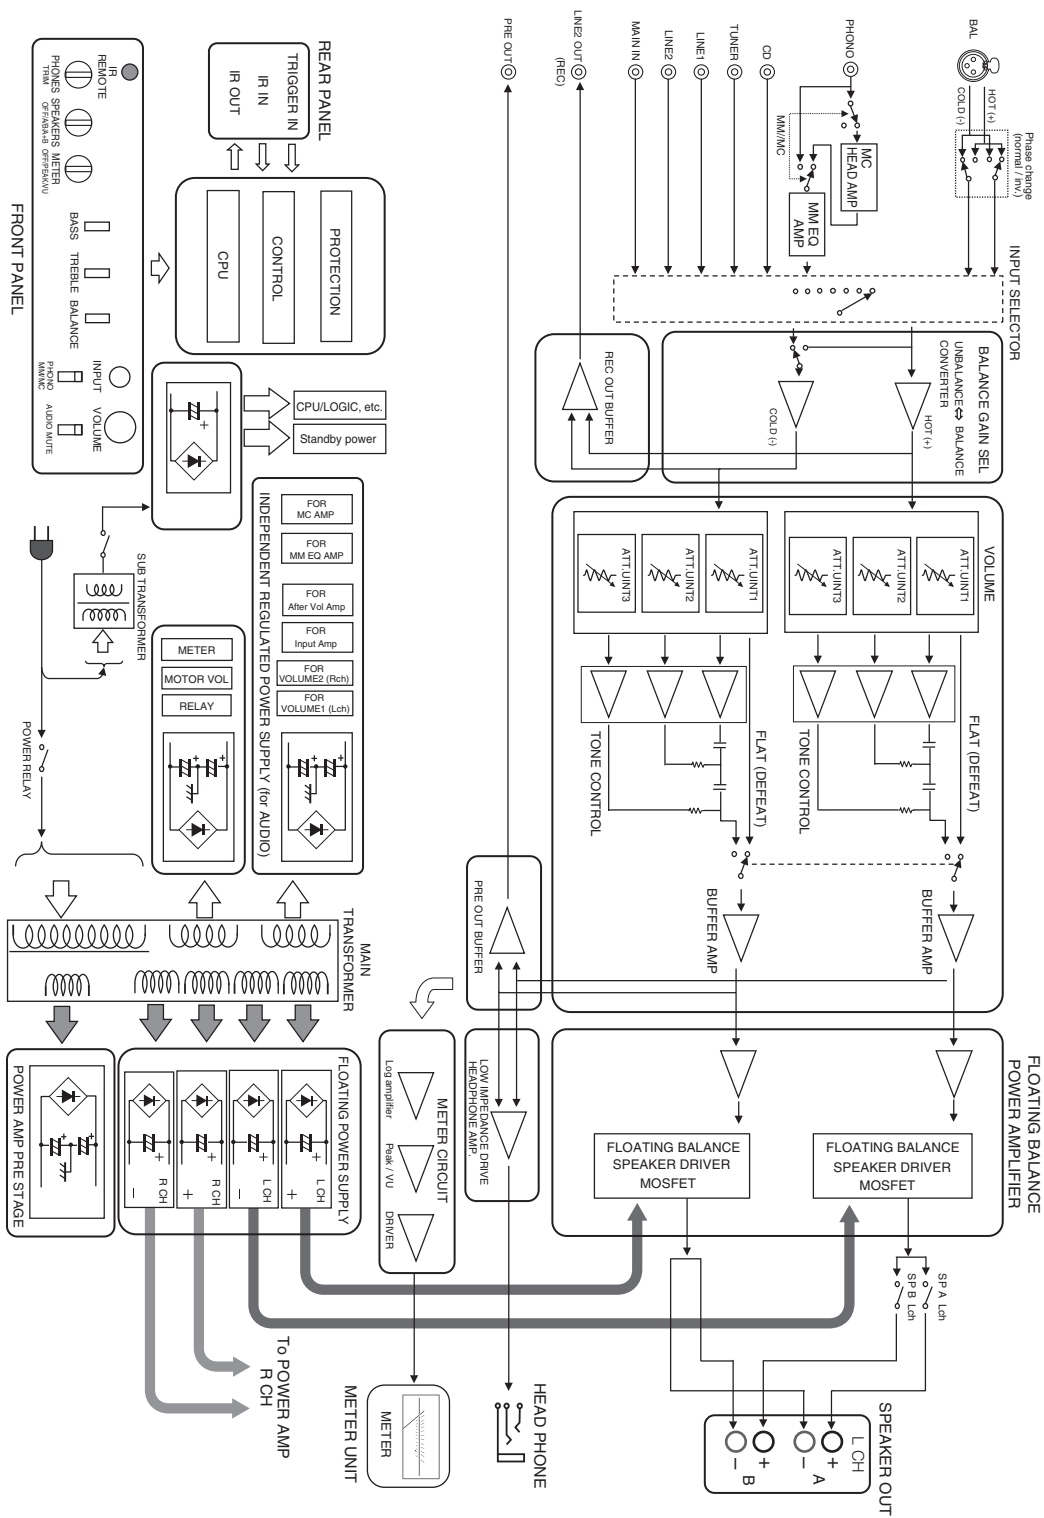 BAL
HOT (+)
COLD (-)
Phase change
(normal / inv.)
PHONO
MM//MC
MC
HEAD AMP
MM EQ
AMP
CD
TUNER
LINE1
LINE2
MAIN IN
LINE2 OUT
(REC)
PRE OUT
INPUT SELECTOR
BALANCE GAIN SEL
UNBALANCE⇔ BALANCE
CONVERTER
HOT (+)
COLD (-)
REC OUT BUFFER
VOLUME
ATT.UINT1
ATT.UINT2
ATT.UINT3
ATT.UINT1
ATT.UINT2
ATT.UINT3
FLAT (DEFEAT)
TONE CONTROL
FLAT (DEFEAT)
TONE CONTROL
BUFFER AMP
BUFFER AMP
PRE OUT BUFFER
FLOATING BALANCE
POWER AMPLIFIER
FLOATING BALANCE
SPEAKER DRIVER
MOSFET
FLOATING BALANCE
SPEAKER DRIVER
MOSFET
SP A Lch
SP B Lch
SPEAKER OUT
L CH
+
−
A
+
−
B
LOW IMPEDANCE DRIVE
HEADPHONE AMP.
HEAD PHONE
METER CIRCUIT
Log amplifier
Peak / VU
DRIVER
METER
METER UNIT
REAR PANEL
TRIGGER IN
IR IN
IR OUT
PROTECTION
CONTROL
CPU
IR
REMOTE
PHONES
TRIM
SPEAKERS
OFF/A/BA+B
METER
OFF/PEAK/VU
BASS
TREBLE
BALANCE
INPUT
PHONO
MM/MC
VOLUME
AUDIO MUTE
FRONT PANEL
CPU/LOGIC, etc.
Standby power
+
SUB TRANSFORMER
POWER RELAY
FOR
MC AMP
FOR
MM EQ AMP
FOR
After Vol Amp
FOR
Input Amp
FOR
VOLUME2 (Rch)
FOR
VOLUME1 (Lch)
+
+
INDEPENDENT REGULATED POWER SUPPLY (for AUDIO)
METER
MOTOR VOL
RELAY
+
+
MAIN
TRANSFORMER
FLOATING POWER SUPPLY
+
L CH
+
+
L CH
−
+
R CH
+
+
R CH
−
To POWER AMP
R CH
+
+
POWER AMP PRE STAGE